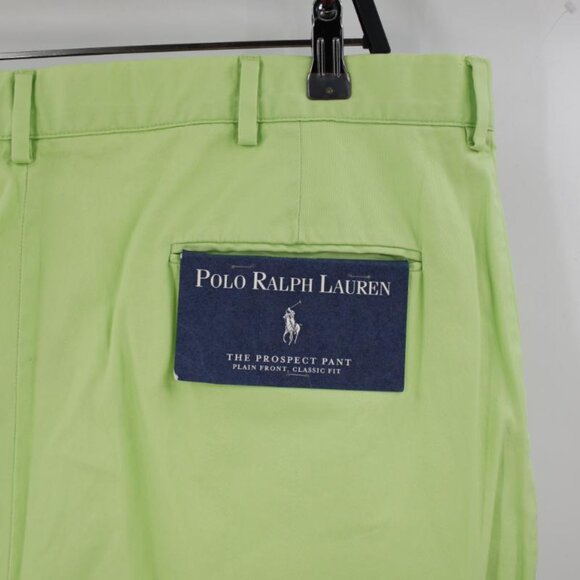 POLO RALPH LAUREN
THE PROSPECT PANT
PLAIN FRONT, CLASSIC FIT